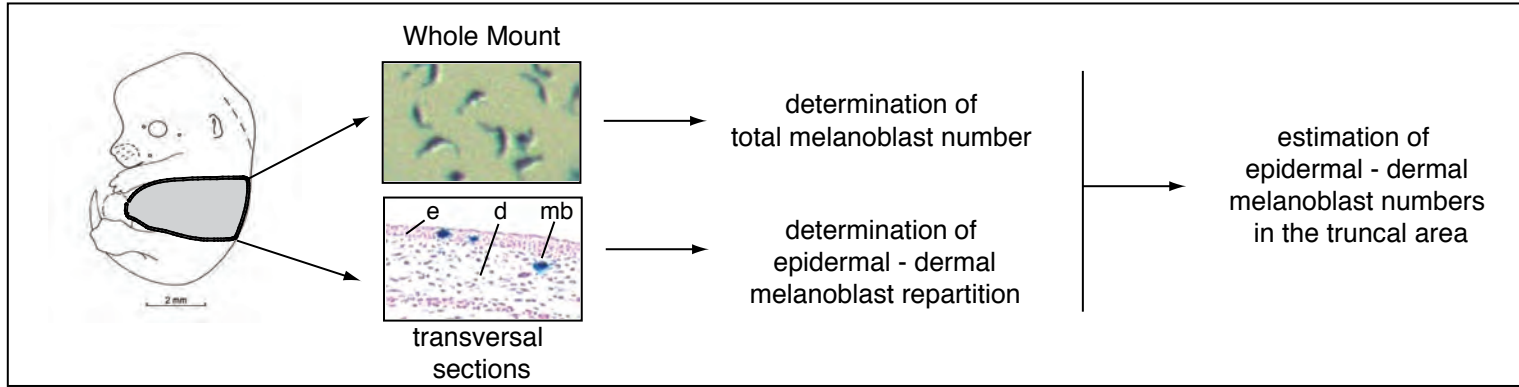 Whole Mount
determination of
total melanoblast number
e
d
mb
determination of
epidermal - dermal
melanoblast repartition
transversal
sections
estimation of
epidermal - dermal
melanoblast numbers
in the truncal area
2 mm